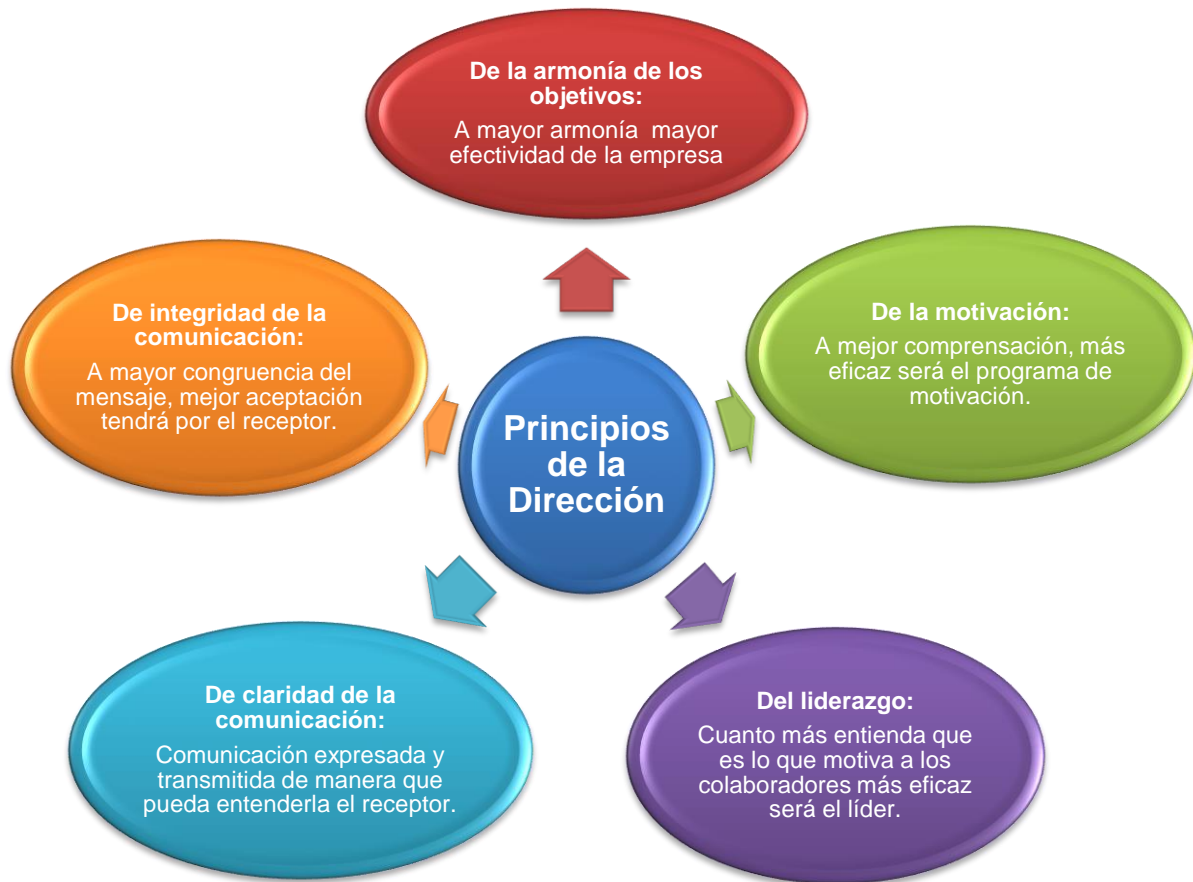 De la armonía de los
objetivos:
A mayor armonía mayor
efectividad de la empresa
De integridad de la
comunicación:
A mayor congruencia del
mensaje, mejor aceptación
tendrá por el receptor.
De la motivación:
A mejor comprensación, más
eficaz será el programa de
motivación.
Principios
de la
Dirección
De claridad de la
comunicación:
Comunicación expresada y
transmitida de manera que
pueda entenderla el receptor.
Del liderazgo:
Cuanto más entienda que
es lo que motiva a los
colaboradores más eficaz
será el líder.